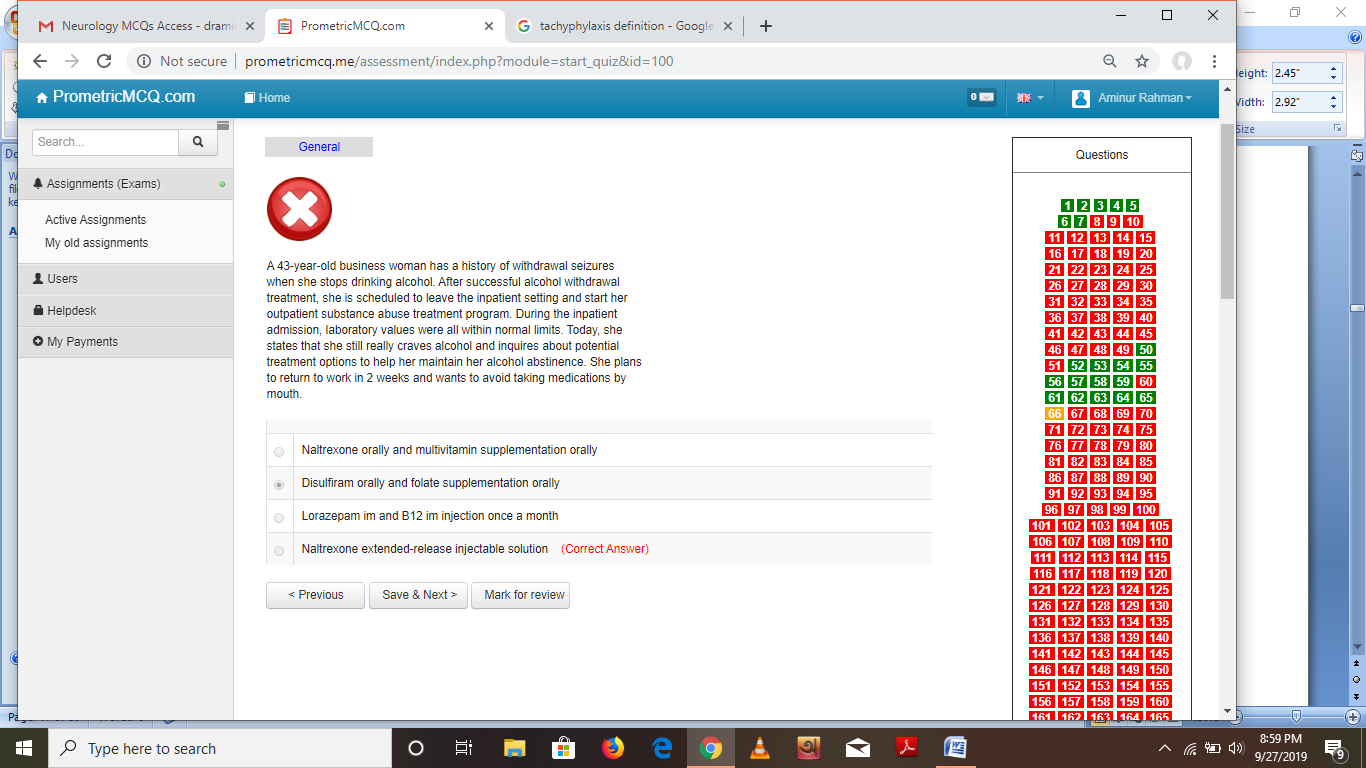 Neurology MCQs Access - drami
PrometricMCQ.com
tachyphylaxis definition - Google
Not secure | prometricmcq.me/assessment/index.php?module=start_quiz&id=100
PrometricMCQ.com
Home
0
Aminur Rahman
Height: 2.45"
Width: 2.92"
Size
Search...
Assignments (Exams)
Active Assignments
My old assignments
Users
Helpdesk
My Payments
General
A 43-year-old business woman has a history of withdrawal seizures
when she stops drinking alcohol. After successful alcohol withdrawal
treatment, she is scheduled to leave the inpatient setting and start her
outpatient substance abuse treatment program. During the inpatient
admission, laboratory values were all within normal limits. Today, she
states that she still really craves alcohol and inquires about potential
treatment options to help her maintain her alcohol abstinence. She plans
to return to work in 2 weeks and wants to avoid taking medications by
mouth.
Naltrexone orally and multivitamin supplementation orally
Disulfiram orally and folate supplementation orally
Lorazepam im and B12 im injection once a month
Naltrexone extended-release injectable solution (Correct Answer)
< Previous
Save & Next >
Mark for review
Questions
1 2 3 4 5
6 7 8 9 10
11 12 13 14 15
16 17 18 19 20
21 22 23 24 25
26 27 28 29 30
31 32 33 34 35
36 37 38 39 40
41 42 43 44 45
46 47 48 49 50
51 52 53 54 55
56 57 58 59 60
61 62 63 64 65
66 67 68 69 70
71 72 73 74 75
76 77 78 79 80
81 82 83 84 85
86 87 88 89 90
91 92 93 94 95
96 97 98 99 100
101 102 103 104 105
106 107 108 109 110
111 112 113 114 115
116 117 118 119 120
121 122 123 124 125
126 127 128 129 130
131 132 133 134 135
136 137 138 139 140
141 142 143 144 145
146 147 148 149 150
151 152 153 154 155
156 157 158 159 160
161 162 163 164 165
Type here to search
8:59 PM
9/27/2019
9